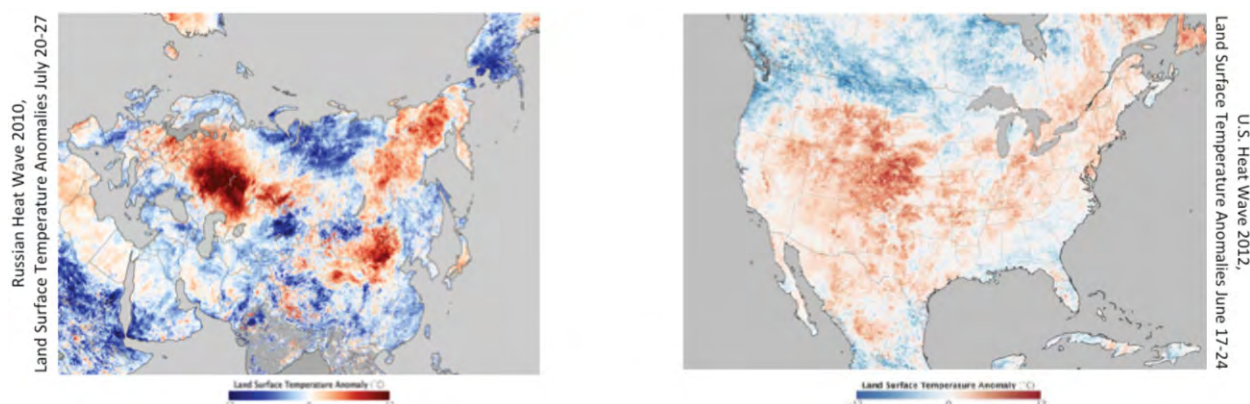 Russian Heat Wave 2010,
Land Surface Temperature Anomalies July 20-27
Land Surface Temperature Anomaly (°C)
U.S. Heat Wave 2012,
Land Surface Temperature Anomalies June 17-24
Land Surface Temperature Anomaly (°C)